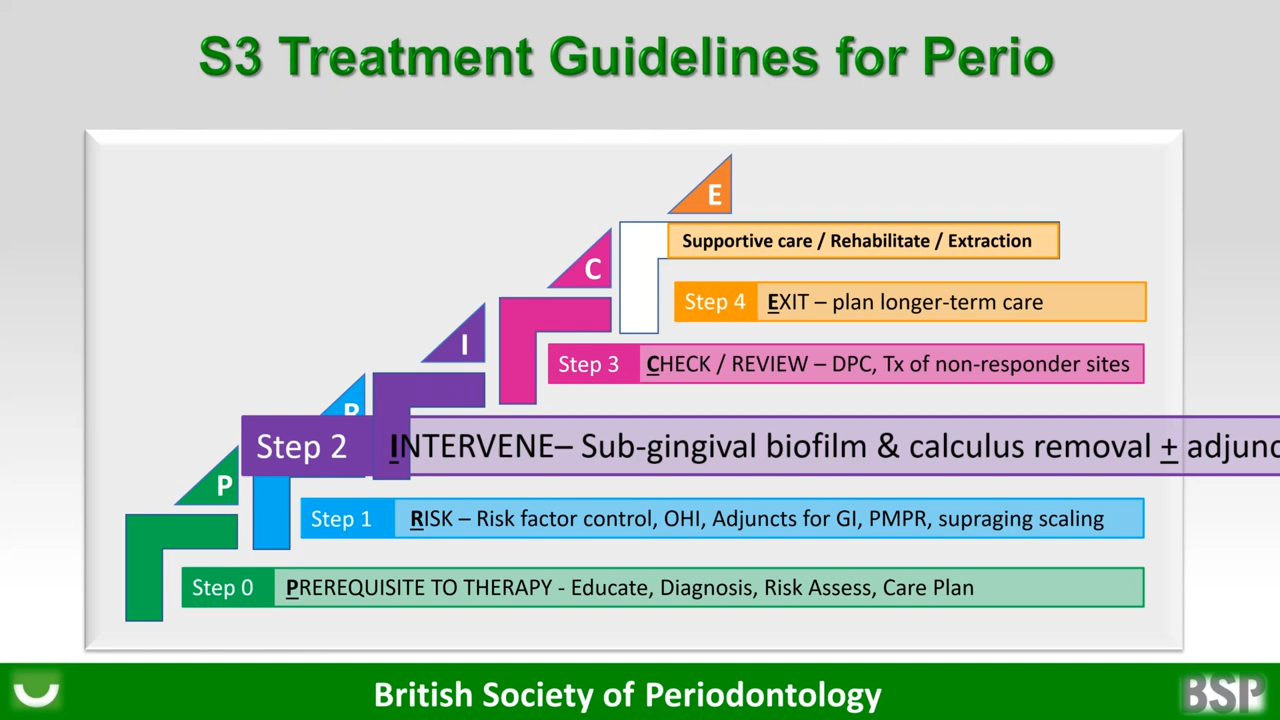 S3 Treatment Guidelines for Perio
E
Supportive care / Rehabilitate / Extraction
C
Step 4 EXIT – plan longer-term care
I
Step 3 CHECK / REVIEW – DPC, Tx of non-responder sites
R
Step 2 INTERVENE– Sub-gingival biofilm & calculus removal ± adjunc
P
Step 1 RISK – Risk factor control, OHI, Adjuncts for GI, PMPR, supraging scaling
Step 0 PREREQUISITE TO THERAPY - Educate, Diagnosis, Risk Assess, Care Plan
British Society of Periodontology
BSP